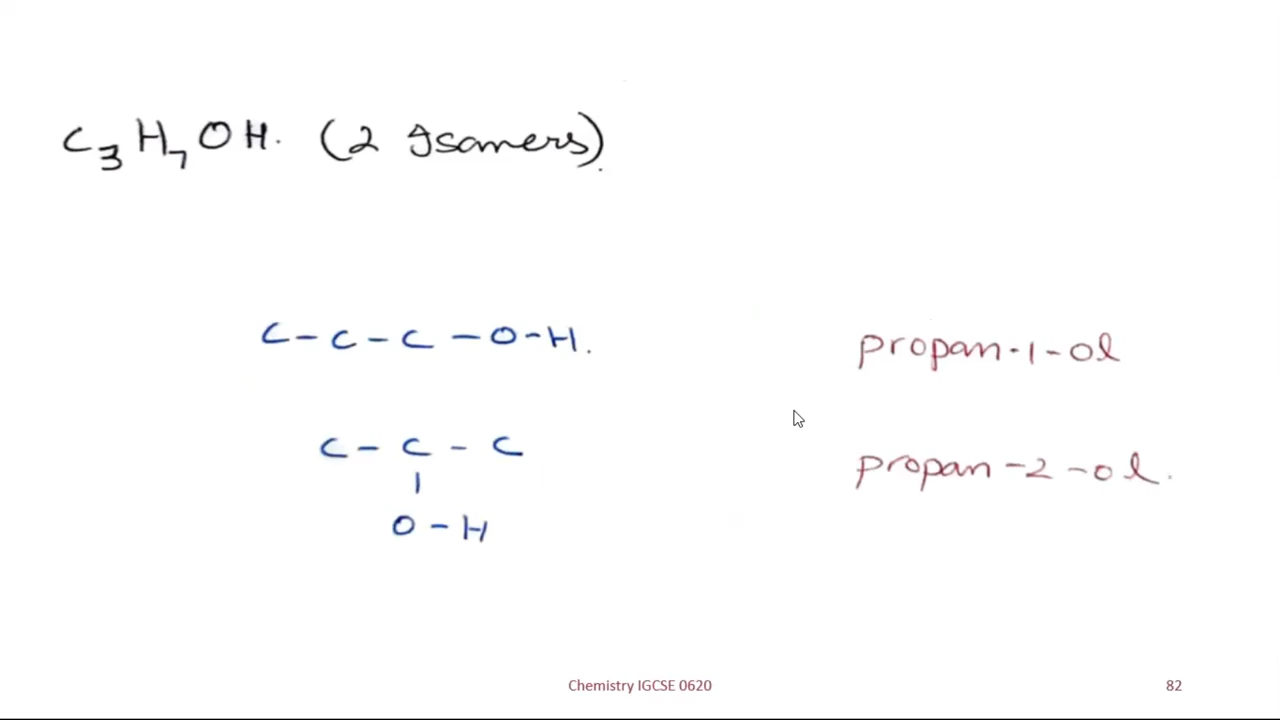 C₃H₇OH. (2 Isomers).
C - C - C - O - H.
propan-1-ol
C - C - C
|
O - H
propan-2-ol.
Chemistry IGCSE 0620
82